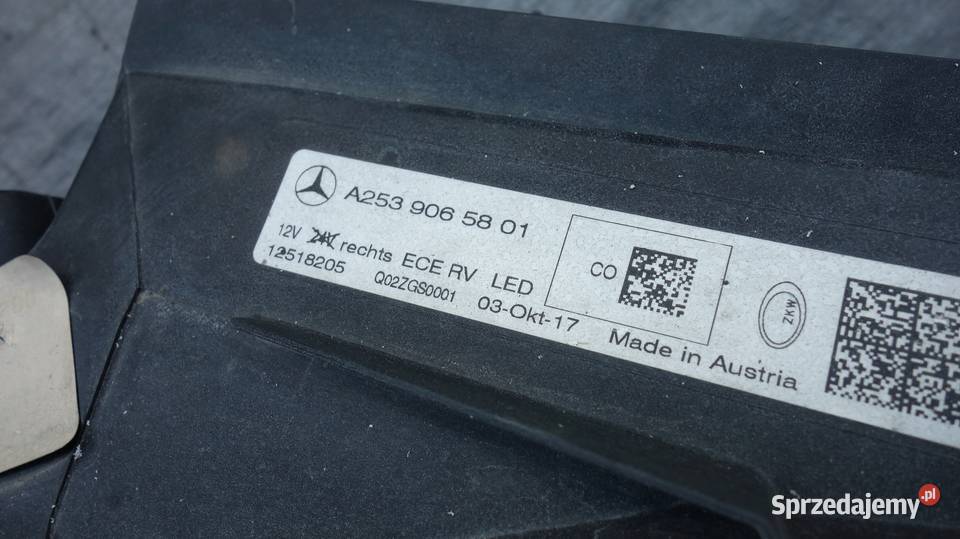 A253 906 58 01
12V 24V rechts ECE RV LED
12518205 Q02ZGS0001 03-Okt-17
Made in Austria
CO
ZKW
Sprzedajemy.pl